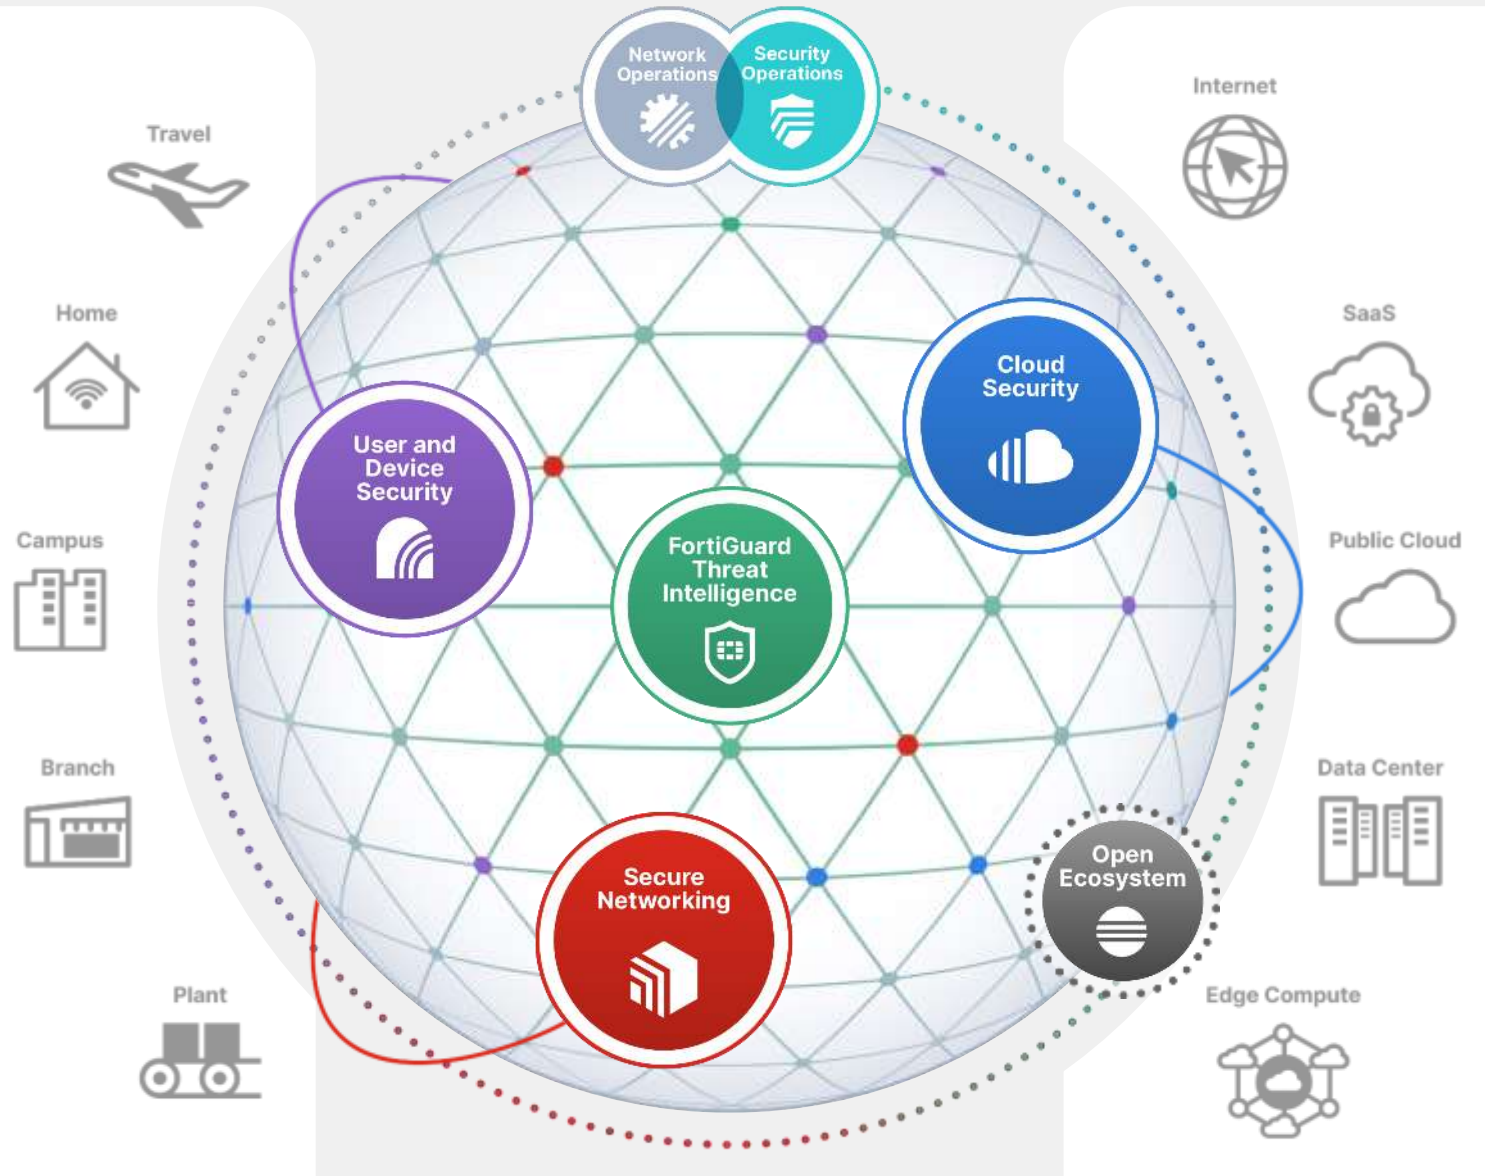 Network
Operations
Security
Operations
Internet
Travel
Home
SaaS
Cloud
Security
User and
Device
Security
Campus
FortiGuard
Threat
Intelligence
Public Cloud
Branch
Data Center
Open
Ecosystem
Secure
Networking
Plant
Edge Compute